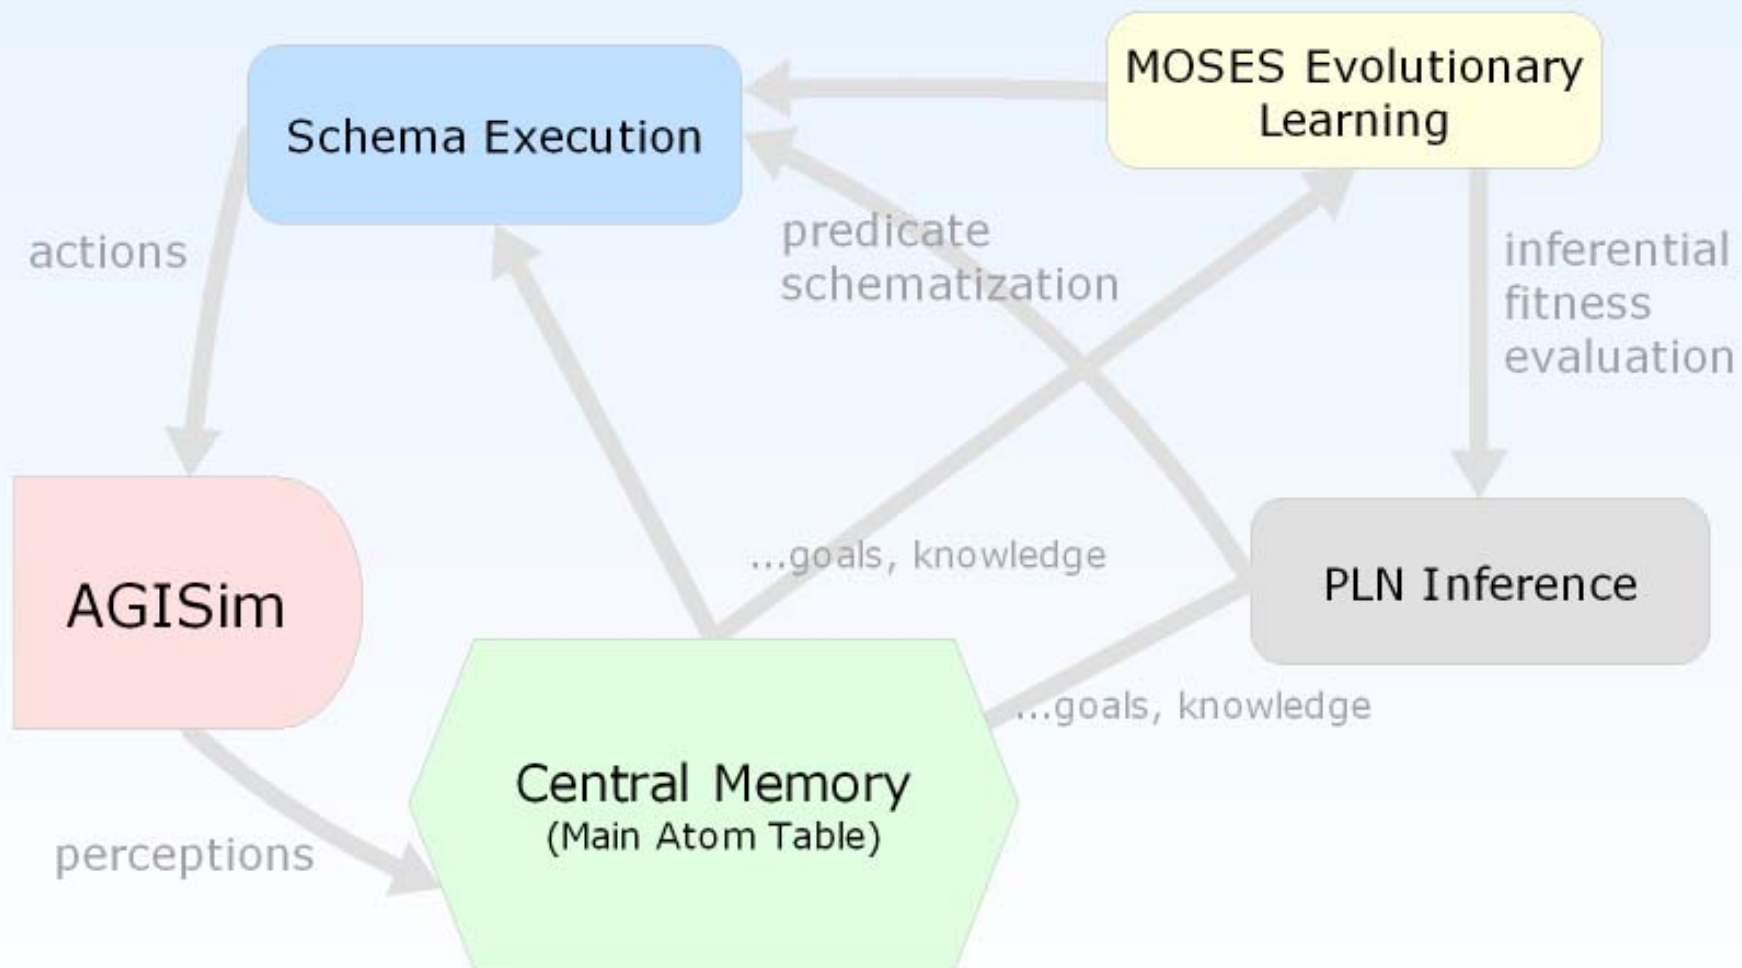 MOSES Evolutionary
Learning
Schema Execution
predicate
schematization
actions
inferential
fitness
evaluation
...goals, knowledge
PLN Inference
AGISim
...goals, knowledge
Central Memory
(Main Atom Table)
perceptions